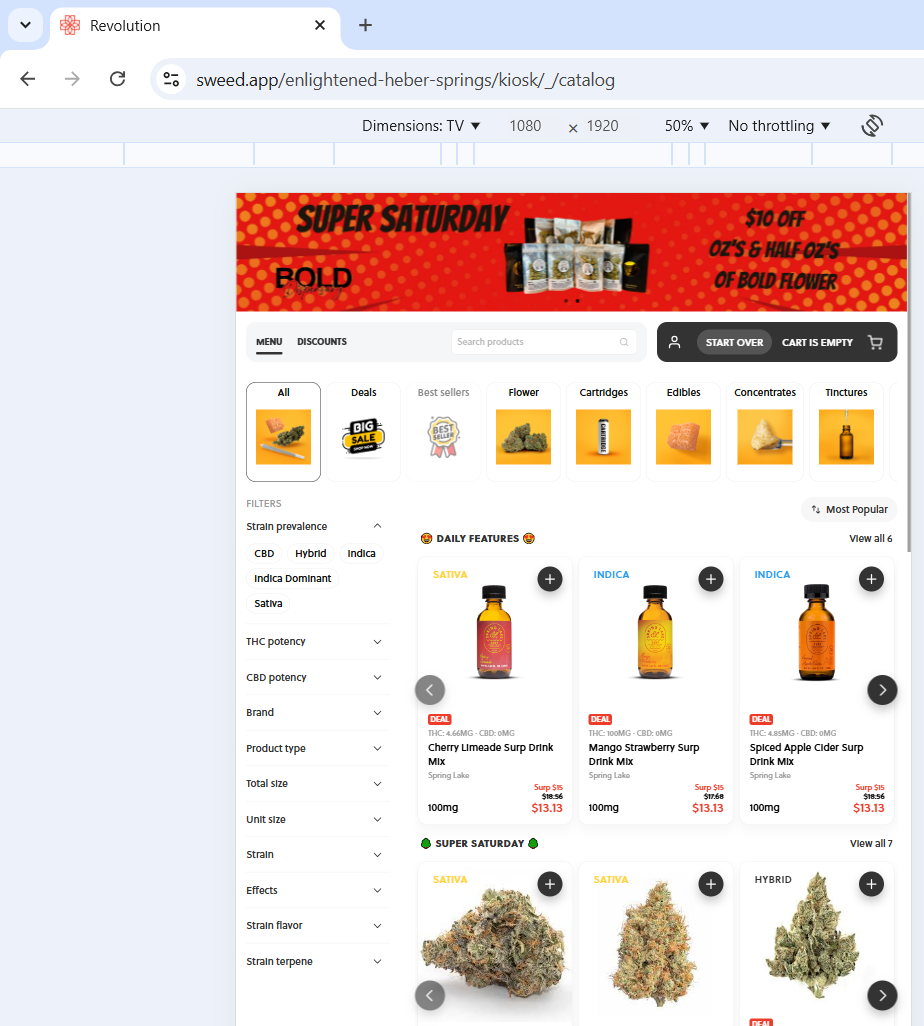 Revolution
sweed.app/enlightened-heber-springs/kiosk/_/catalog
Dimensions: TV
1080
×
1920
50%
No throttling
SUPER SATURDAY
BOLD
$10 OFF
OZ'S & HALF OZ'S
OF BOLD FLOWER
MENU
DISCOUNTS
Search products
START OVER
CART IS EMPTY
All
Deals
Best sellers
Flower
Cartridges
Edibles
Concentrates
Tinctures
BIG
SALE
SHOP NOW
BEST
SELLER
CARTRIDGE
FILTERS
Most Popular
Strain prevalence
CBD
Hybrid
Indica
Indica Dominant
Sativa
THC potency
CBD potency
Brand
Product type
Total size
Unit size
Strain
Effects
Strain flavor
Strain terpene
DAILY FEATURES
View all 6
SATIVA
DEAL
THC: 4.66MG · CBD: 0MG
Cherry Limeade Surp Drink
Mix
Spring Lake
Surp $15
$18.56
100mg
$13.13
INDICA
DEAL
THC: 100MG · CBD: 0MG
Mango Strawberry Surp
Drink Mix
Spring Lake
Surp $15
$17.68
100mg
$13.13
INDICA
DEAL
THC: 4.85MG · CBD: 0MG
Spiced Apple Cider Surp
Drink Mix
Spring Lake
Surp $15
$18.56
100mg
$13.13
SUPER SATURDAY
View all 7
SATIVA
SATIVA
HYBRID
DEAL